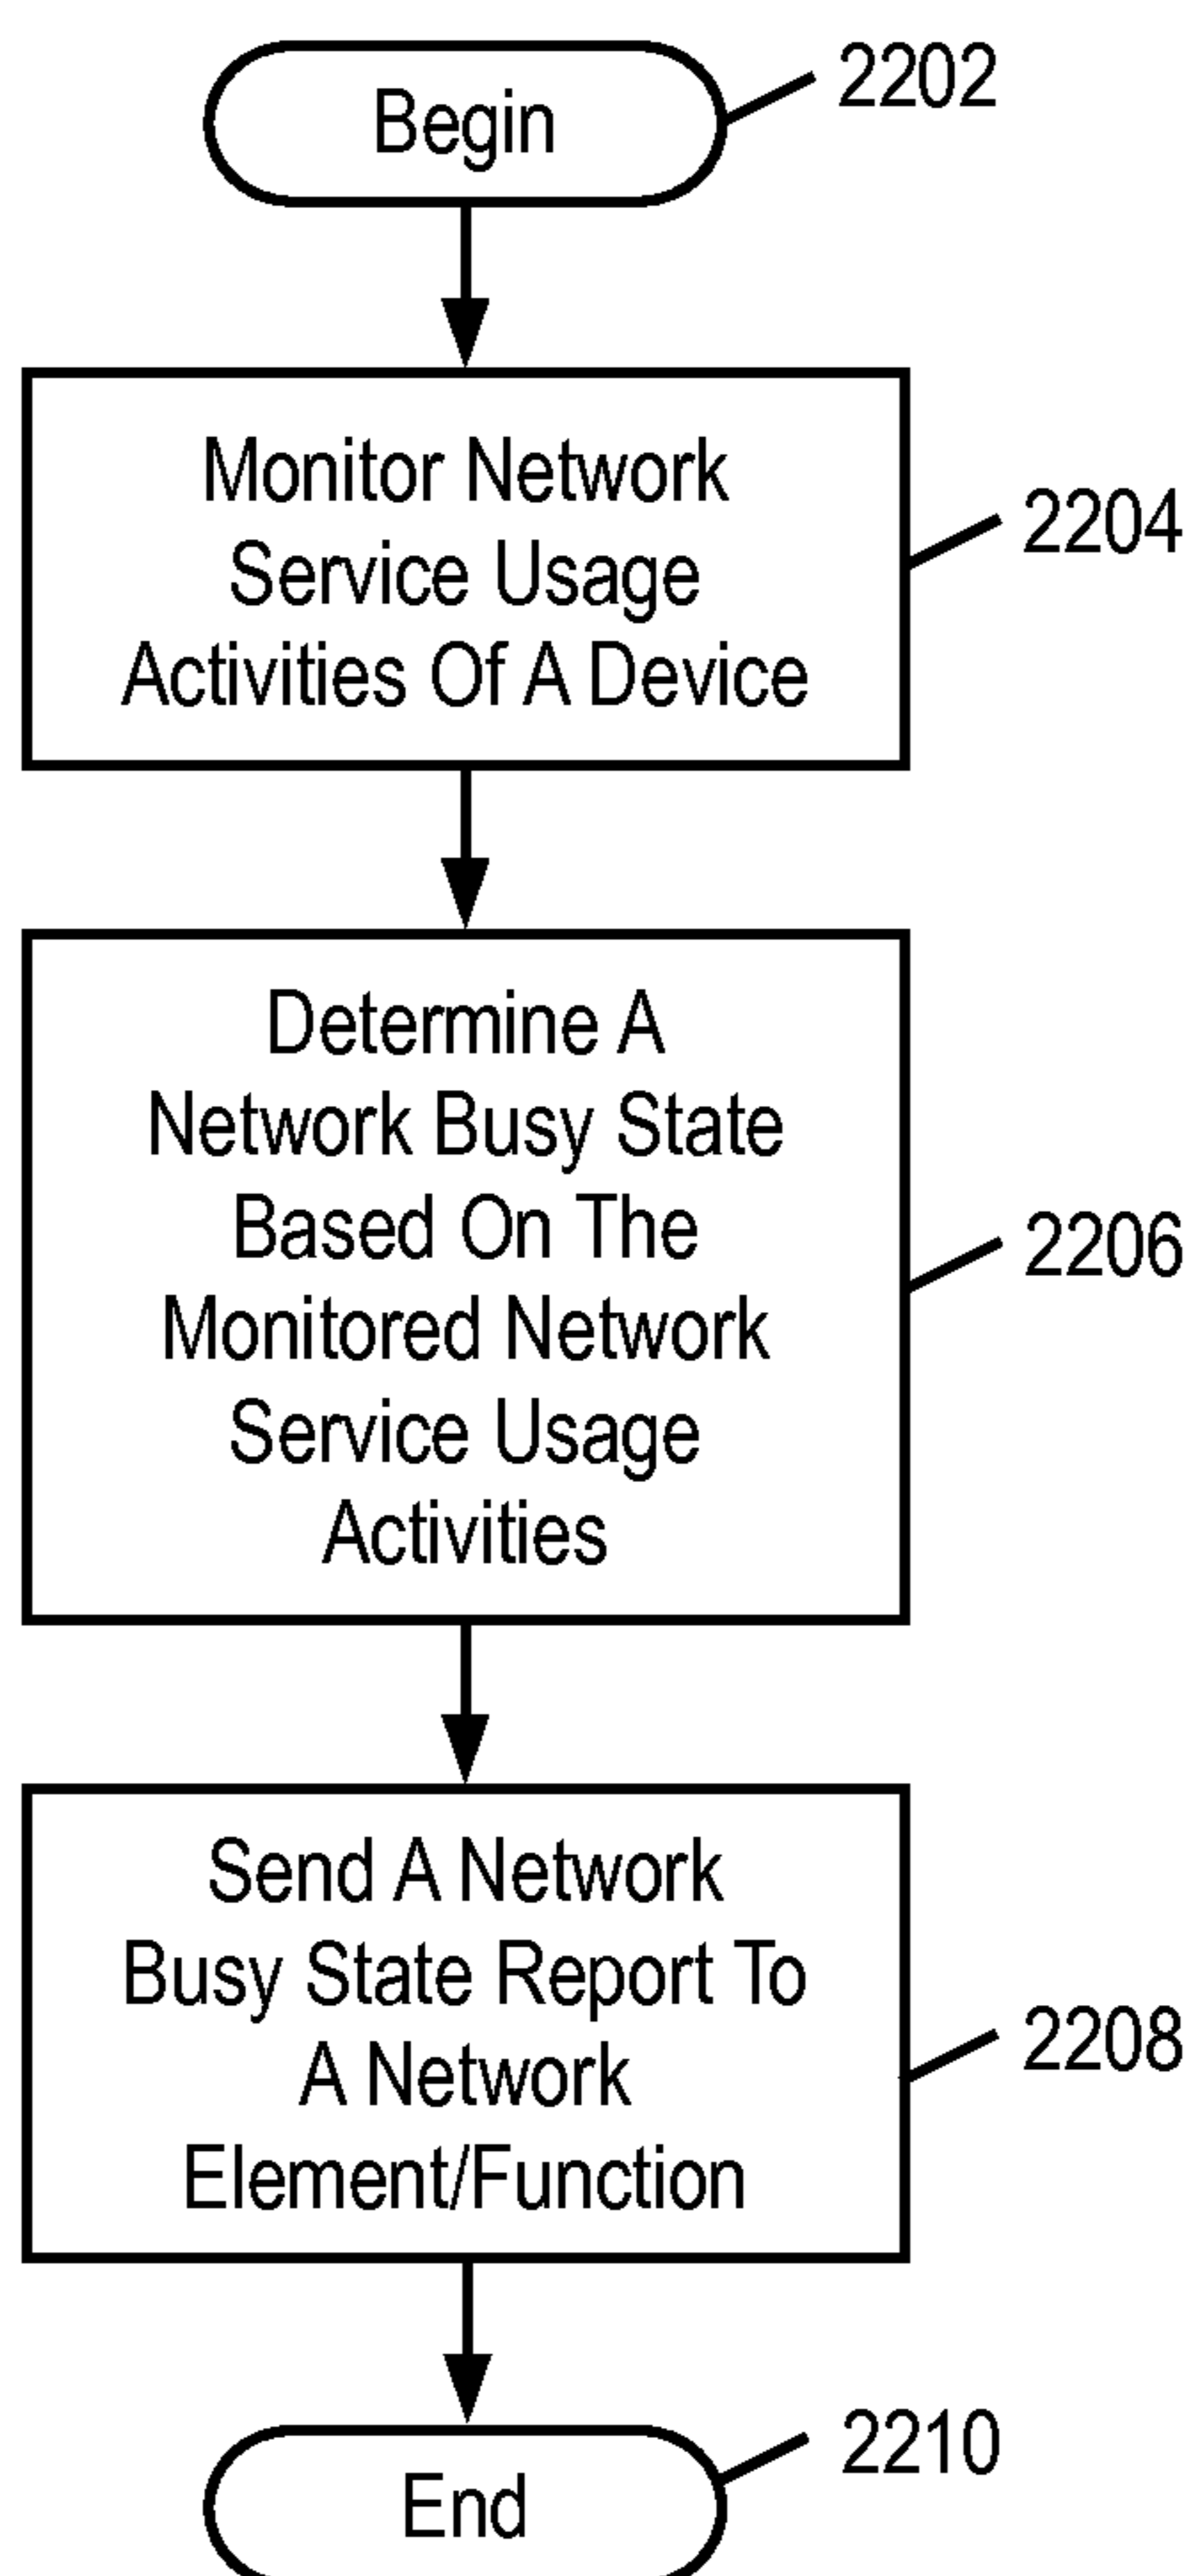 Begin
2202
Monitor Network
Service Usage
Activities Of A Device
2204
Determine A
Network Busy State
Based On The
Monitored Network
Service Usage
Activities
2206
Send A Network
Busy State Report To
A Network
Element/Function
2208
End
2210